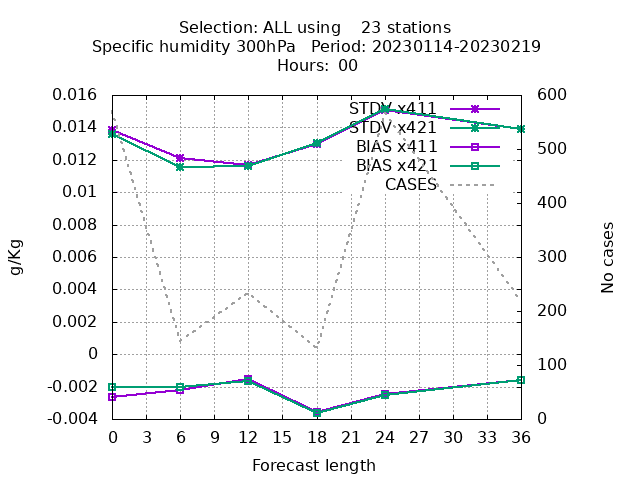 Selection: ALL using    23 stations
Specific humidity 300hPa   Period: 20230114-20230219
Hours: 00
0.016
0.014
0.012
0.01
0.008
0.006
0.004
0.002
0
-0.002
-0.004
g/Kg
STDV x411
STDV x421
BIAS x411
BIAS x421
CASES
600
500
400
300
200
100
0
No cases
0 3 6 9 12 15 18 21 24 27 30 33 36
Forecast length